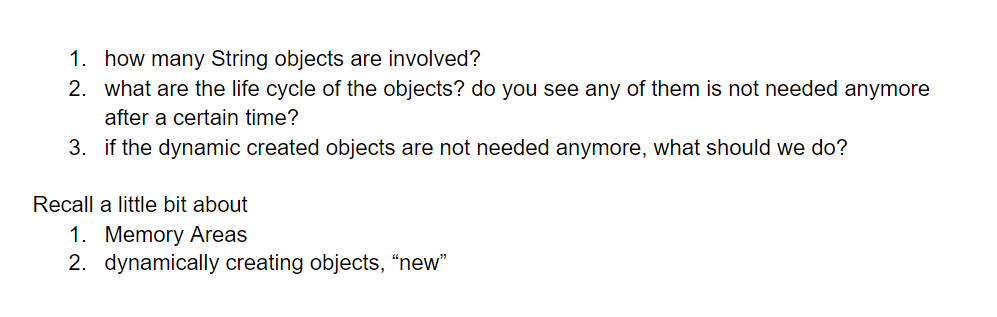 1. how many String objects are involved?
2. what are the life cycle of the objects? do you see any of them is not needed anymore
after a certain time?
3. if the dynamic created objects are not needed anymore, what should we do?
Recall a little bit about
1. Memory Areas
2. dynamically creating objects, “new”